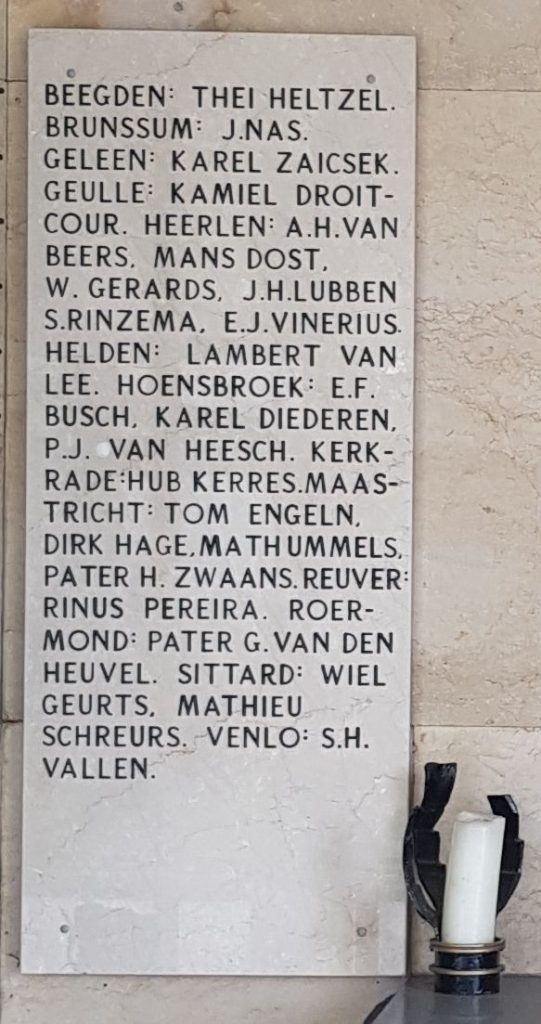 BEEGDEN: THEI HELTZEL.
BRUNSSUM: J.NAS.
GELEEN: KAREL ZAICSEK.
GEULLE: KAMIEL DROIT-
COUR. HEERLEN: A.H.VAN
BEERS, MANS DOST,
W. GERARDS, J.H.LUBBEN
S.RINZEMA, E.J.VINERIUS.
HELDEN: LAMBERT VAN
LEE. HOENSBROEK: E.F.
BUSCH, KAREL DIEDEREN,
P.J. VAN HEESCH. KERK-
RADE:HUB KERRES.MAAS-
TRICHT: TOM ENGELN,
DIRK HAGE,MATH UMMELS,
PATER H. ZWAANS.REUVER:
RINUS PEREIRA. ROER-
MOND: PATER G.VAN DEN
HEUVEL. SITTARD: WIEL
GEURTS, MATHIEU
SCHREURS. VENLO: S.H.
VALLEN.